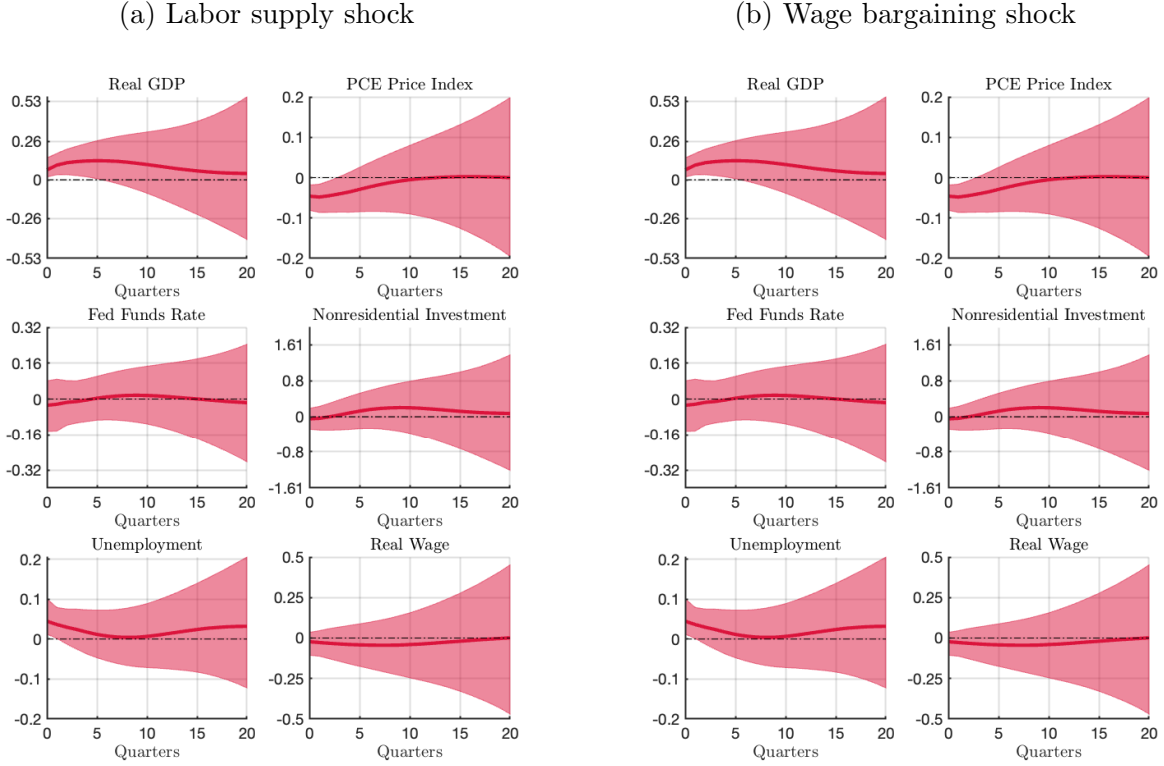 (a) Labor supply shock
Real GDP
0.53
0.26
0
-0.26
-0.53
0 5 10 15 20
Quarters
PCE Price Index
0.2
0.1
0
-0.1
-0.2
0 5 10 15 20
Quarters
Fed Funds Rate
0.32
0.16
0
-0.16
-0.32
0 5 10 15 20
Quarters
Nonresidential Investment
1.61
0.8
0
-0.8
-1.61
0 5 10 15 20
Quarters
Unemployment
0.2
0.1
0
-0.1
-0.2
0 5 10 15 20
Quarters
Real Wage
0.5
0.25
0
-0.25
-0.5
0 5 10 15 20
Quarters
(b) Wage bargaining shock
Real GDP
0.53
0.26
0
-0.26
-0.53
0 5 10 15 20
Quarters
PCE Price Index
0.2
0.1
0
-0.1
-0.2
0 5 10 15 20
Quarters
Fed Funds Rate
0.32
0.16
0
-0.16
-0.32
0 5 10 15 20
Quarters
Nonresidential Investment
1.61
0.8
0
-0.8
-1.61
0 5 10 15 20
Quarters
Unemployment
0.2
0.1
0
-0.1
-0.2
0 5 10 15 20
Quarters
Real Wage
0.5
0.25
0
-0.25
-0.5
0 5 10 15 20
Quarters